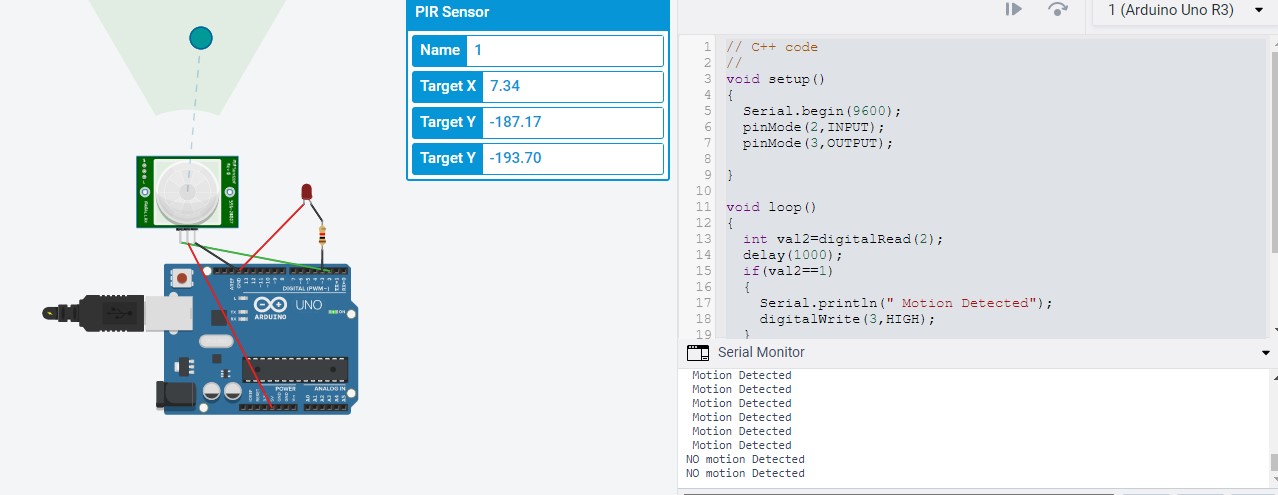 PIR Sensor
Name 1
Target X 7.34
Target Y -187.17
Target Y -193.70
1 (Arduino Uno R3)
1 // C++ code
2 //
3 void setup()
4 {
5 Serial.begin(9600);
6 pinMode(2,INPUT);
7 pinMode(3,OUTPUT);
8
9 }
10
11 void loop()
12 {
13 int val2=digitalRead(2);
14 delay(1000);
15 if(val2==1)
16 {
17 Serial.println(" Motion Detected");
18 digitalWrite(3,HIGH);
19 }
DIGITAL (PWM~)
UNO
ARDUINO
ON
POWER
ANALOG IN
Serial Monitor
Motion Detected
Motion Detected
Motion Detected
Motion Detected
Motion Detected
Motion Detected
NO motion Detected
NO motion Detected